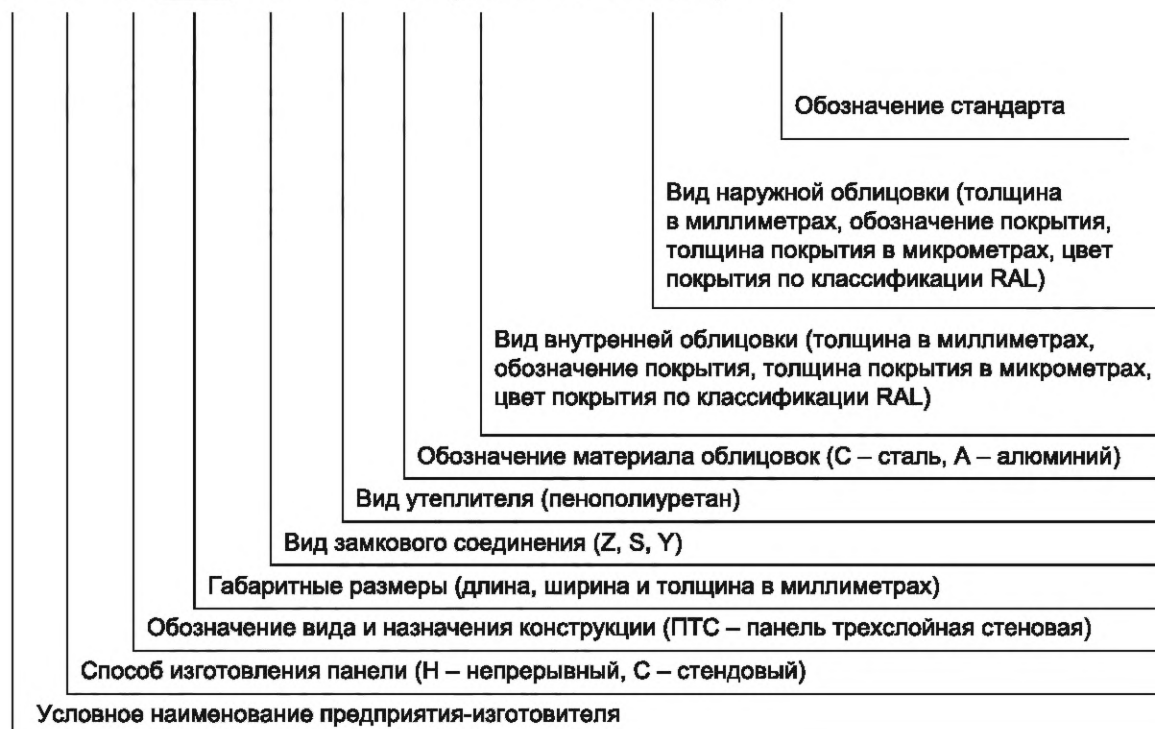 Обозначение стандарта
Вид наружной облицовки (толщина
в миллиметрах, обозначение покрытия,
толщина покрытия в микрометрах, цвет
покрытия по классификации RAL)
Вид внутренней облицовки (толщина в миллиметрах,
обозначение покрытия, толщина покрытия в микрометрах,
цвет покрытия по классификации RAL)
Обозначение материала облицовок (С – сталь, А – алюминий)
Вид утеплителя (пенополиуретан)
Вид замкового соединения (Z, S, Y)
Габаритные размеры (длина, ширина и толщина в миллиметрах)
Обозначение вида и назначения конструкции (ПТС – панель трехслойная стеновая)
Способ изготовления панели (Н – непрерывный, С – стендовый)
Условное наименование предприятия-изготовителя